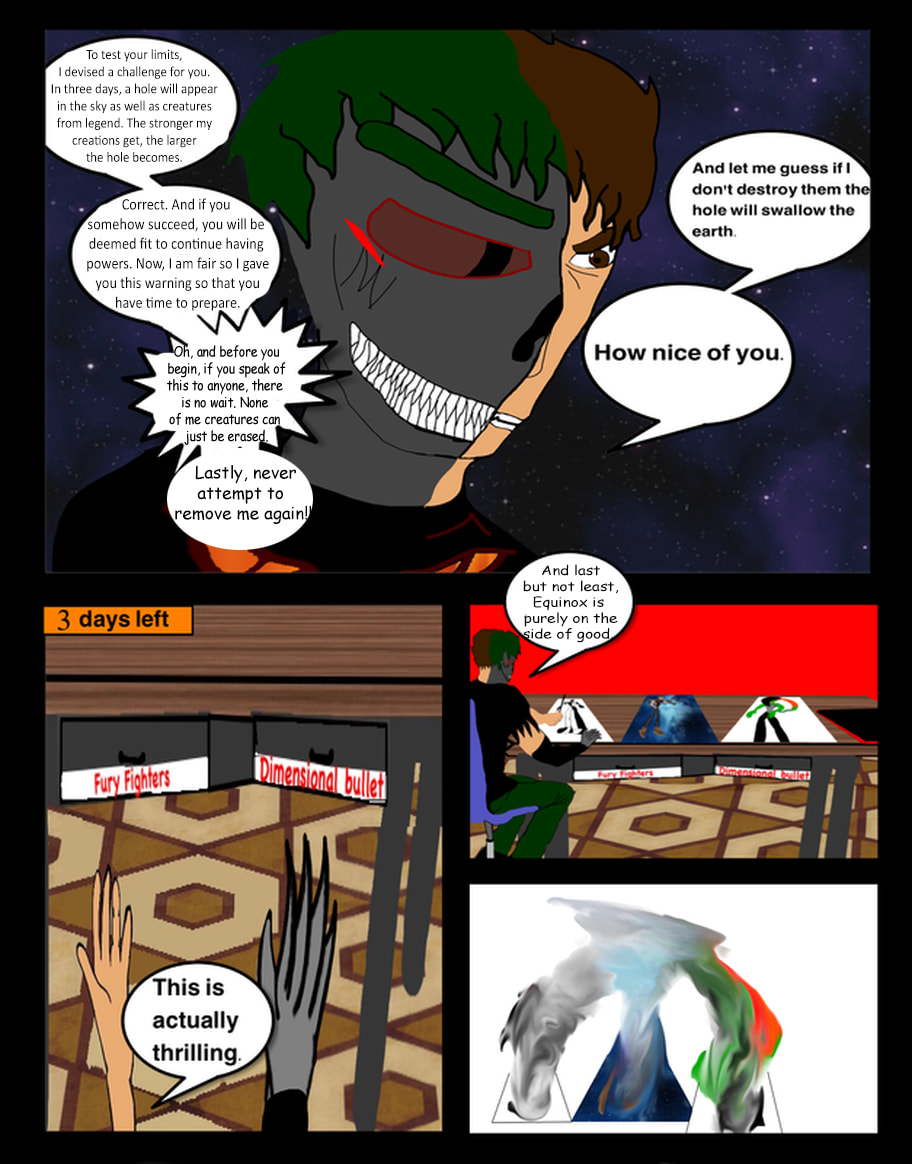 To test your limits,
I devised a challenge for you.
In three days, a hole will appear
in the sky as well as creatures
from legend. The stronger my
creations get, the larger
the hole becomes.
And let me guess if I
don't destroy them the
hole will swallow the
earth.
Correct. And if you
somehow succeed, you will be
deemed fit to continue having
powers. Now, I am fair so I gave
you this warning so that you
have time to prepare.
How nice of you.
Oh, and before you
begin, if you speak of
this to anyone, there
is no wait. None
of me creatures can
just be erased.
Lastly, never
attempt to
remove me again!!
3 days left
Fury Fighters
Dimensional bullet
This is
actually
thrilling.
And last
but not least,
Equinox is
purely on the
side of good.
Fury Fighters
Dimensional bullet